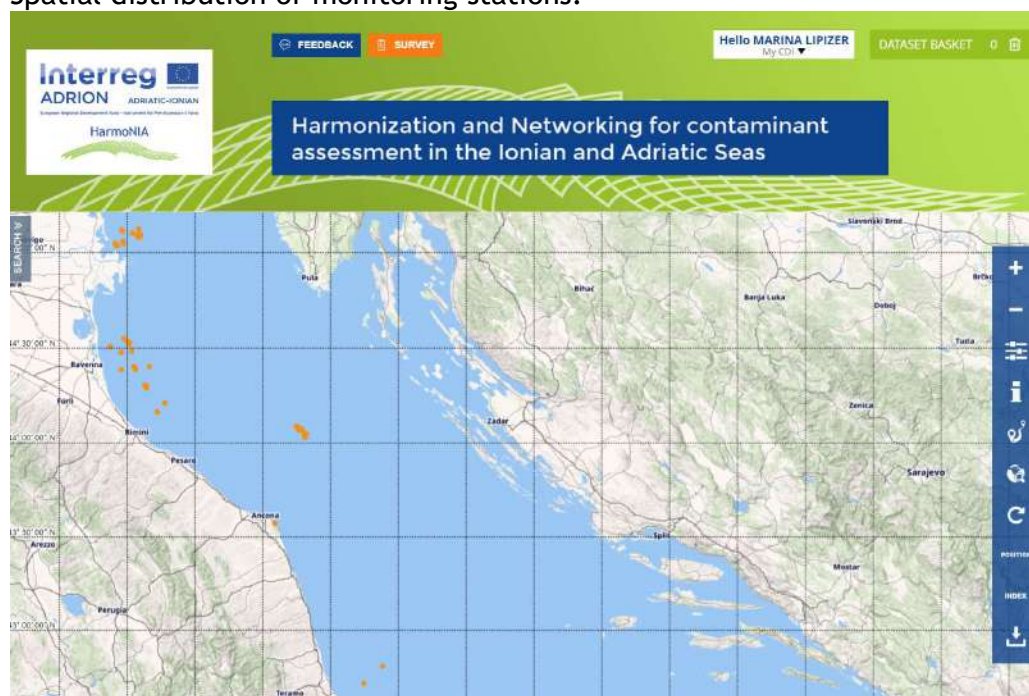 Spatial distribution of monitoring stations.
FEEDBACK
SURVEY
Hello MARINA LIPIZER
My CDI ▼
DATASET BASKET 0
Interreg
ADRION ADRIATIC-IONIAN
HarmoNIA
Harmonization and Networking for contaminant
assessment in the Ionian and Adriatic Seas
SEARCH
Slavonski Brod
Pula
Bihać
Banja Luka
Doboj
Brčko
Tuzla
Ravenna
Forlì
Zenica
Zadar
Rimini
Pesaro
Sarajevo
Ancona
Arezzo
Split
Mostar
Perugia
Teramo
POSITION
INDEX